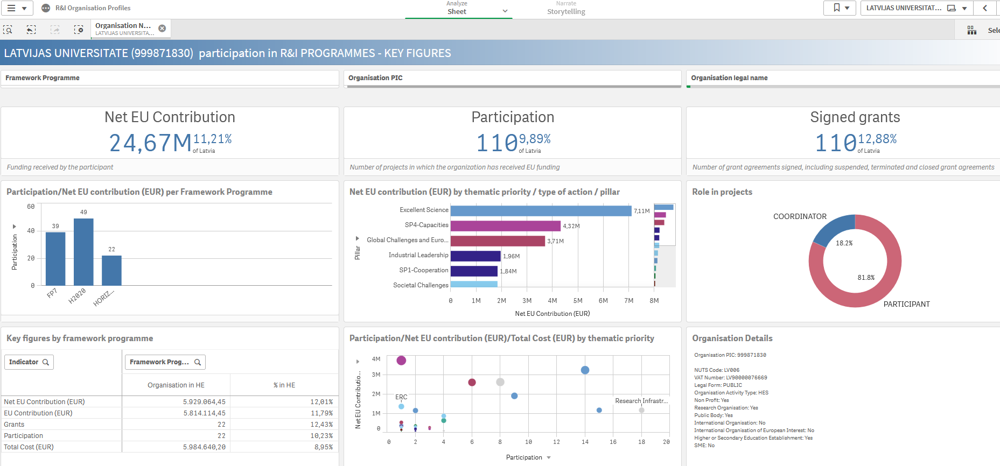 R&I Organisation Profiles
Analyze
Sheet
Narrate
Storytelling
LATVIJAS UNIVERSITAT...
Organisation N...
LATVIJAS UNIVERSITA...
LATVIJAS UNIVERSITATE (999871830)  participation in R&I PROGRAMMES - KEY FIGURES
Framework Programme
Organisation PIC
Organisation legal name
Net EU Contribution
24,67M 11,21%
of Latvia
Funding received by the participant
Participation
110 9,89%
of Latvia
Number of projects in which the organization has received EU funding
Signed grants
110 12,88%
of Latvia
Number of grant agreements signed, including suspended, terminated and closed grant agreements
Participation/Net EU contribution (EUR) per Framework Programme
Participation
60
40
20
0
39
49
22
FP7
H2020
HORIZ...
Net EU contribution (EUR) by thematic priority / type of action / pillar
Pillar
Excellent Science
7,11M
SP4-Capacities
4,32M
Global Challenges and Euro...
3,71M
Industrial Leadership
1,96M
SP1-Cooperation
1,84M
Societal Challenges
0 1M 2M 3M 4M 5M 6M 7M 8M
Net EU Contribution (EUR)
Role in projects
COORDINATOR
18.2%
81.8%
PARTICIPANT
Key figures by framework programme
Indicator
Framework Prog...
Organisation in HE
% in HE
Net EU Contribution (EUR) 5.929.064,45 12,01%
EU Contribution (EUR) 5.814.114,45 11,79%
Grants 22 12,43%
Participation 22 10,23%
Total Cost (EUR) 5.984.640,20 8,95%
Participation/Net EU contribution (EUR)/Total Cost (EUR) by thematic priority
Net EU Contributio...
4M
3M
2M
1M
0
ERC
Research Infrastr...
0 2 4 6 8 10 12 14 16 18 20
Participation
Organisation Details
Organisation PIC: 999871830
NUTS Code: LV006
VAT Number: LV90000076669
Legal Form: PUBLIC
Organisation Activity Type: HES
Non Profit: Yes
Research Organisation: Yes
Public Body: Yes
International Organisation: No
International Organisation of European Interest: No
Higher or Secondary Education Establishment: Yes
SME: No